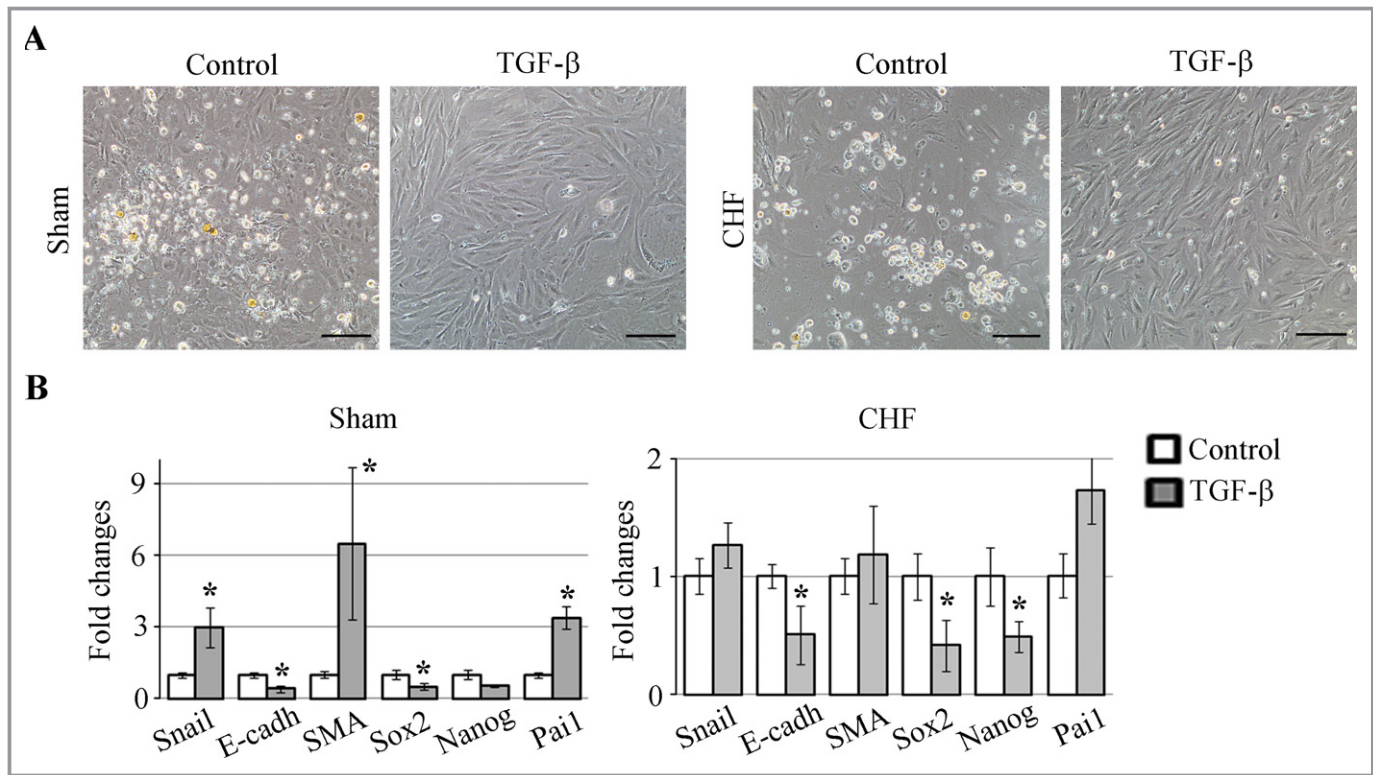 A
Control TGF-β Control TGF-β
Sham
CHF
B
Sham CHF
Control
TGF-β
Fold changes
9
6
3
0
Snail E-cadh SMA Sox2 Nanog Pai1
* * * * *
Fold changes
2
1
0
Snail E-cadh SMA Sox2 Nanog Pai1
* * *